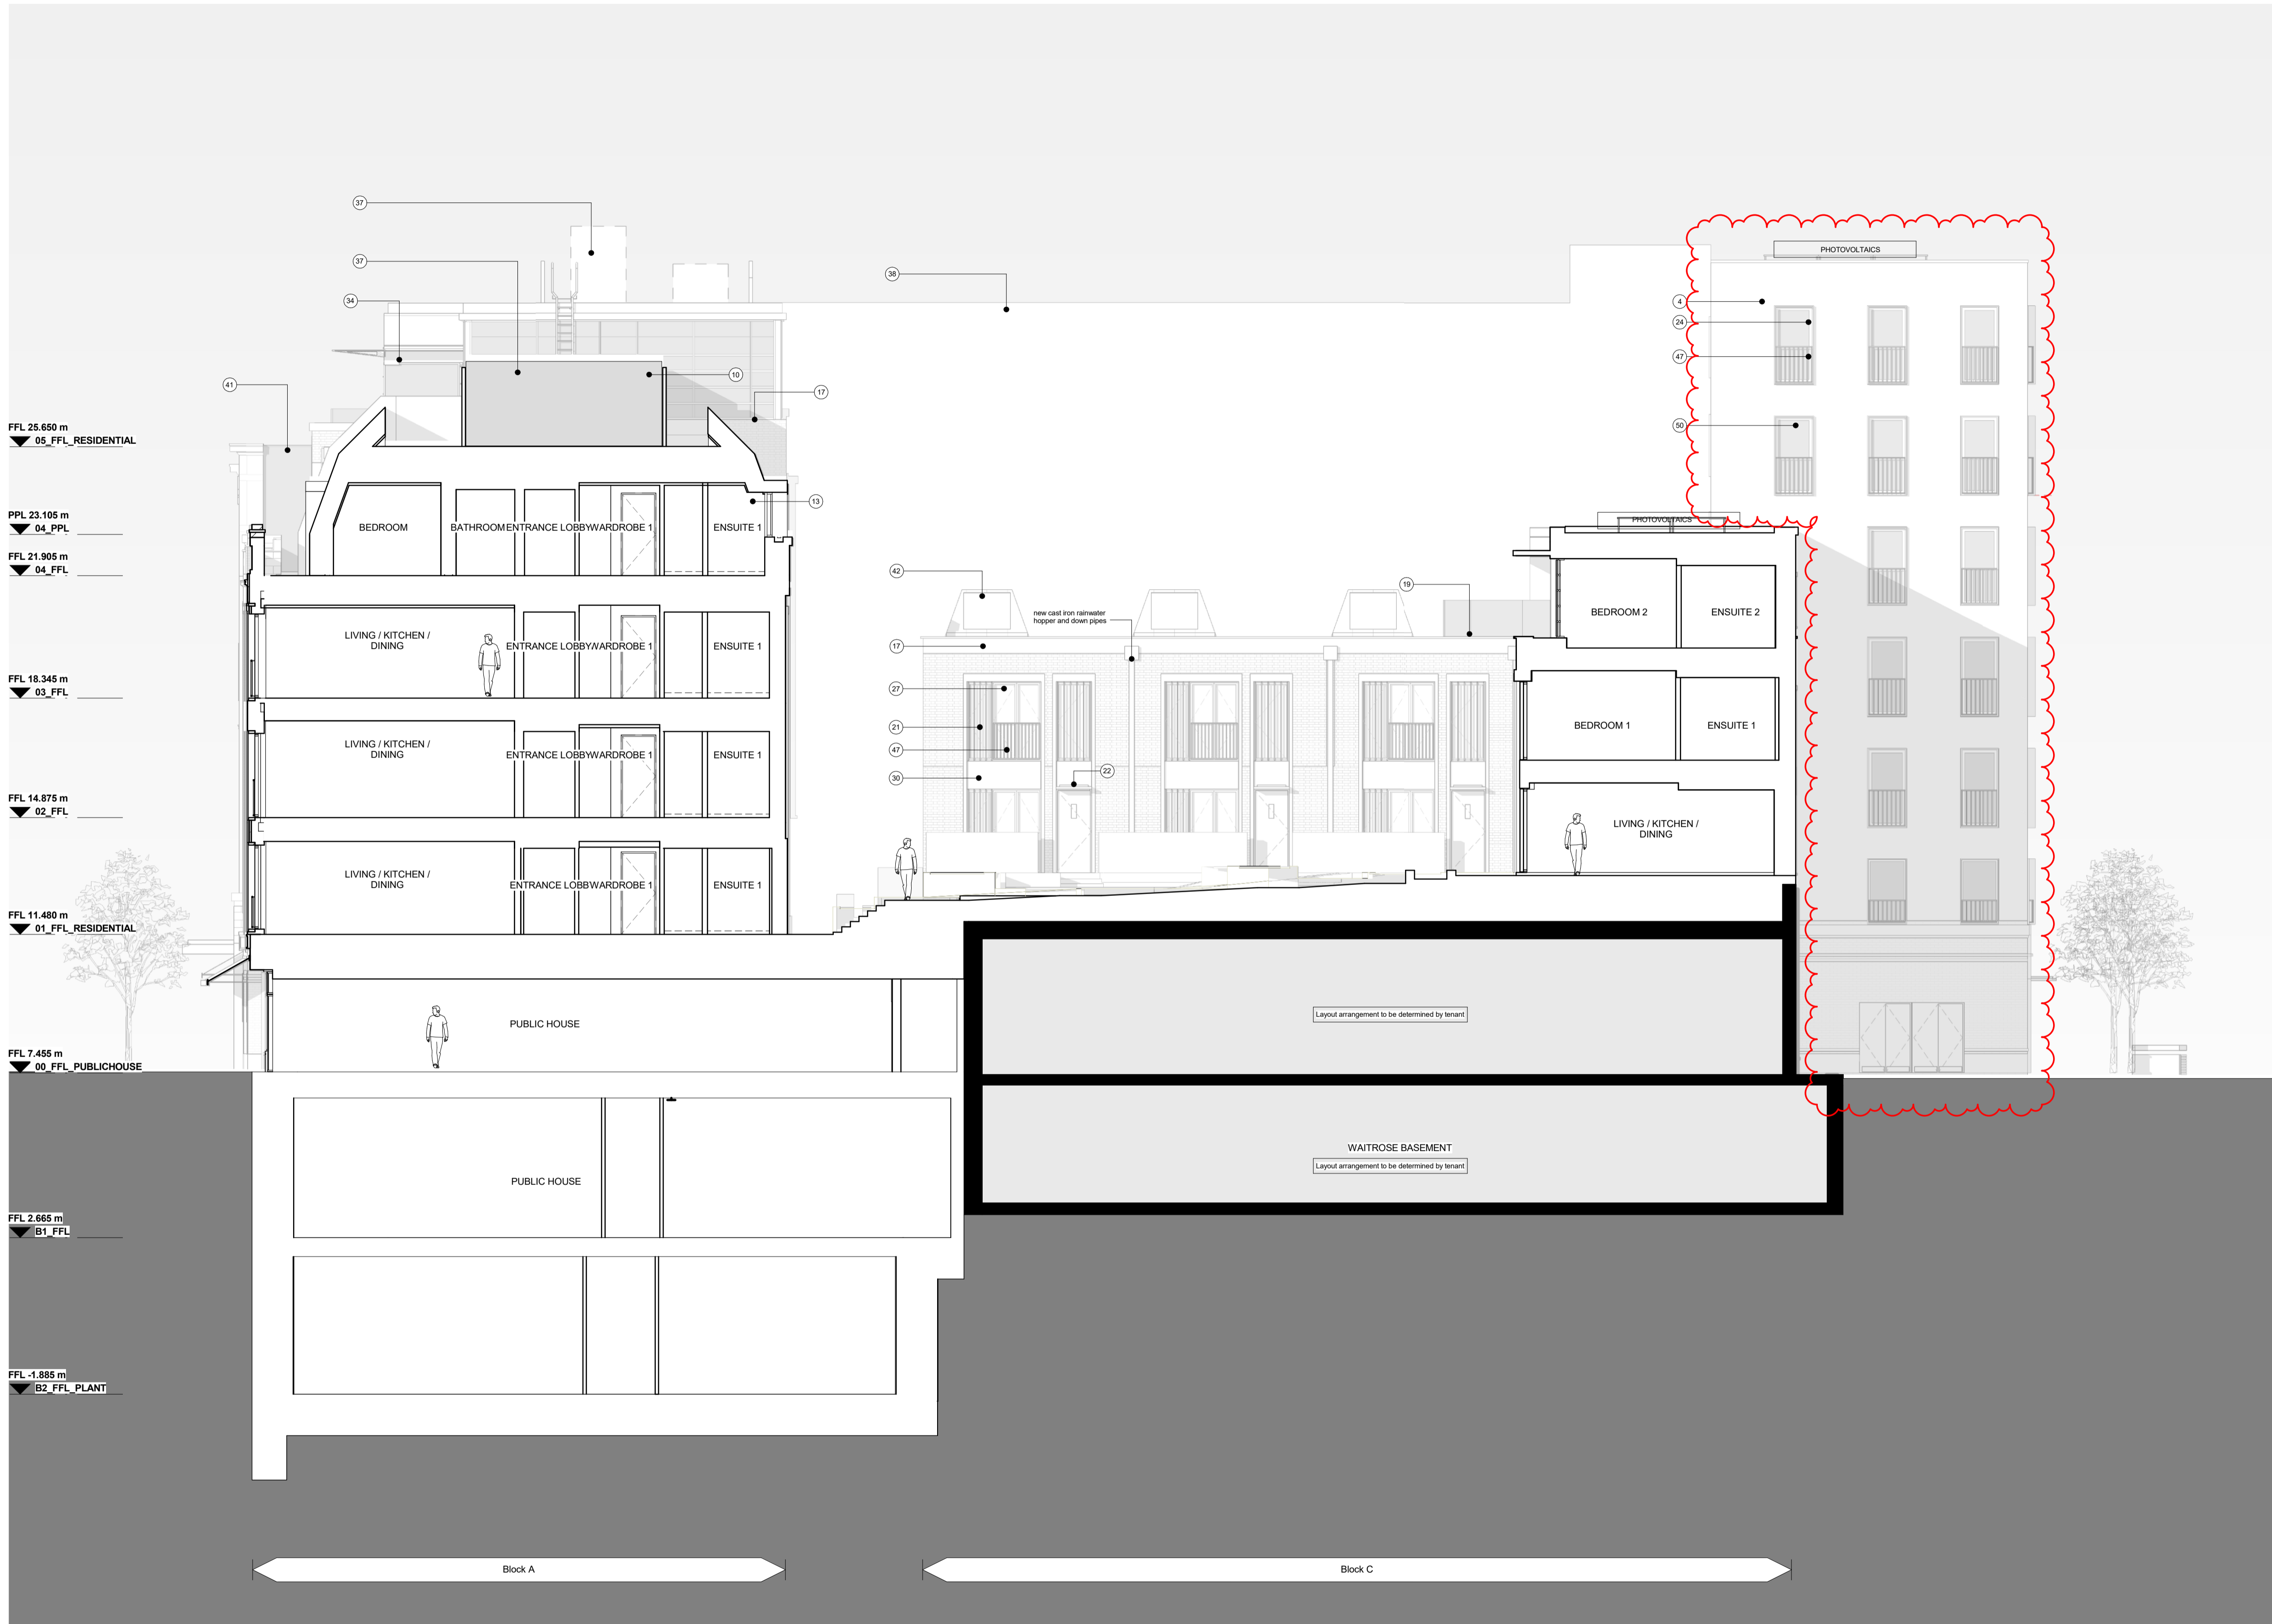 37
PHOTOVOLTAICS
37
38
34
4
24
47
10
41
17
50
FFL 25.650 m
05_FFL_RESIDENTIAL
13
PPL 23.105 m
04_PPL
BEDROOM
BATHROOM
ENTRANCE LOBBY
WARDROBE 1
ENSUITE 1
PHOTOVOLTAICS
FFL 21.905 m
04_FFL
42
19
new cast iron rainwater
hopper and down pipes
BEDROOM 2
ENSUITE 2
LIVING / KITCHEN /
DINING
ENTRANCE LOBBY
WARDROBE 1
ENSUITE 1
17
FFL 18.345 m
03_FFL
27
21
47
30
22
BEDROOM 1
ENSUITE 1
LIVING / KITCHEN /
DINING
ENTRANCE LOBBY
WARDROBE 1
ENSUITE 1
FFL 14.875 m
02_FFL
LIVING / KITCHEN /
DINING
LIVING / KITCHEN /
DINING
ENTRANCE LOBB
WARDROBE 1
ENSUITE 1
FFL 11.480 m
01_FFL_RESIDENTIAL
PUBLIC HOUSE
Layout arrangement to be determined by tenant
FFL 7.455 m
00_FFL_PUBLICHOUSE
WAITROSE BASEMENT
Layout arrangement to be determined by tenant
PUBLIC HOUSE
FFL 2.665 m
B1_FFL
FFL -1.885 m
B2_FFL_PLANT
Block A
Block C